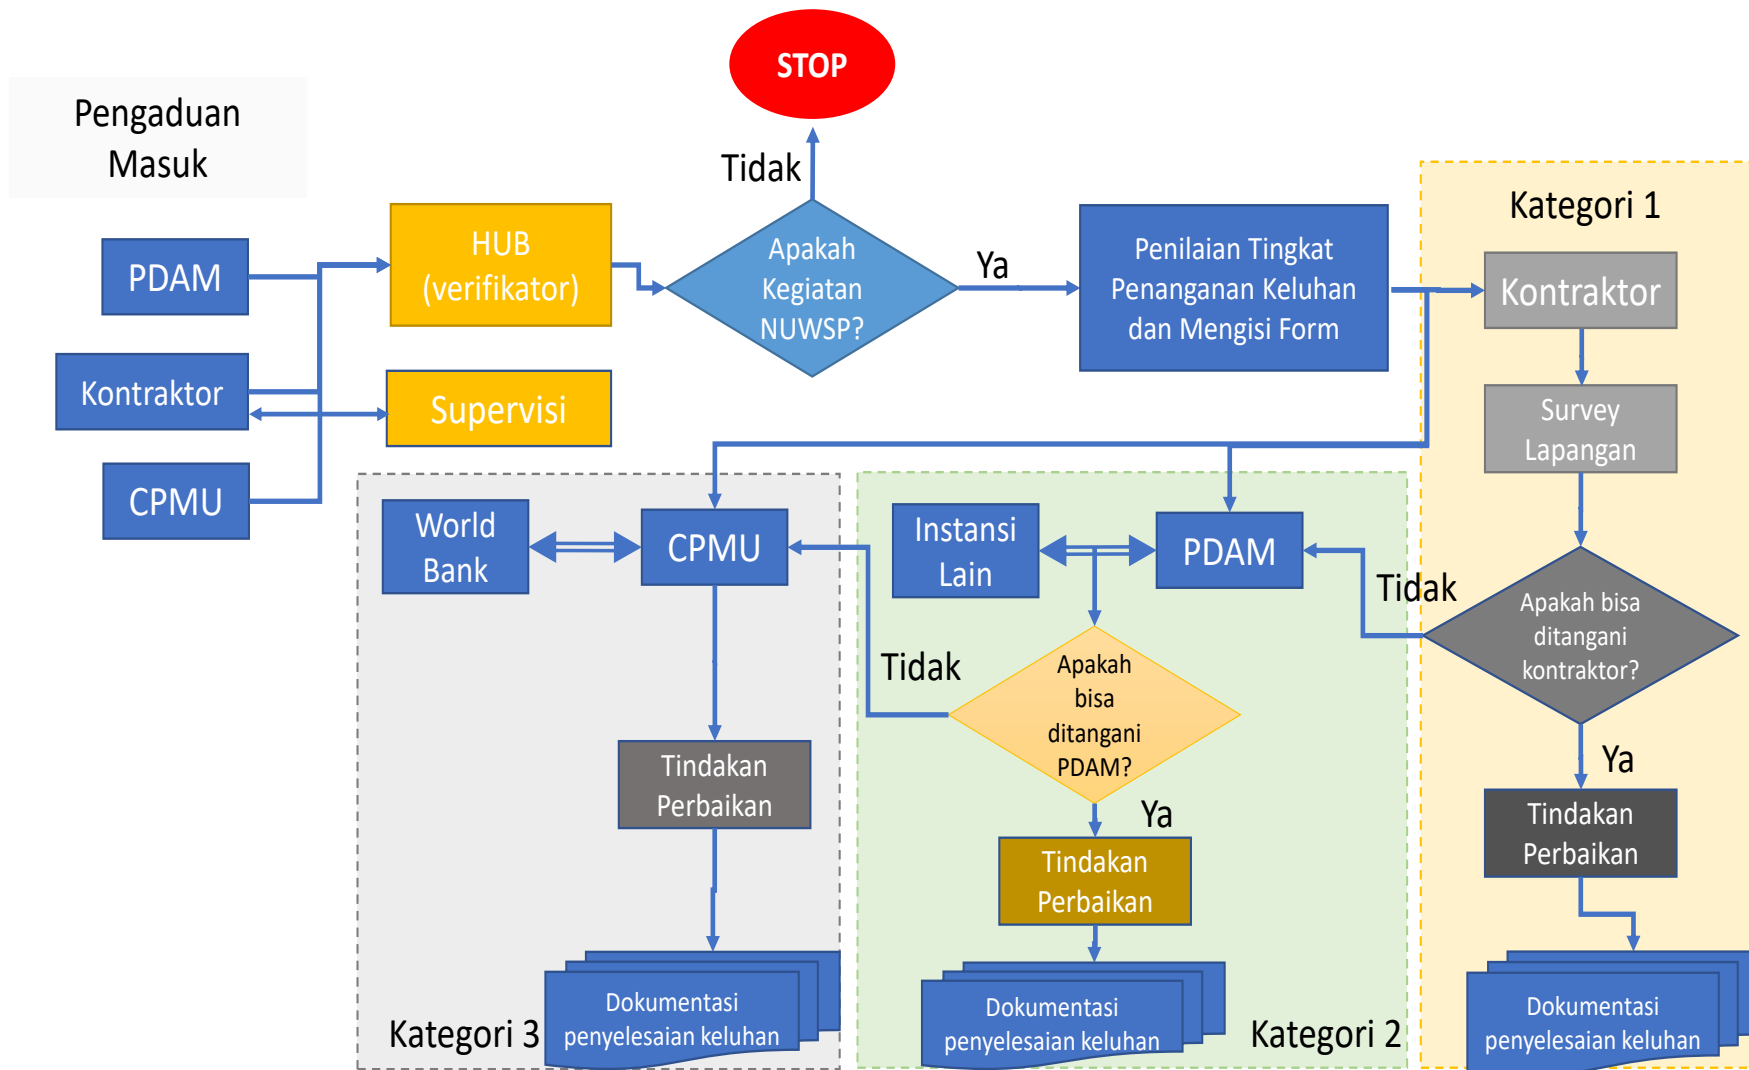 STOP
Pengaduan
Masuk
Tidak
Kategori 1
PDAM
HUB
(verifikator)
Apakah
Kegiatan
NUWSP?
Ya
Penilaian Tingkat
Penanganan Keluhan
dan Mengisi Form
Kontraktor
Kontraktor
Supervisi
Survey
Lapangan
CPMU
World
Bank
CPMU
Instansi
Lain
PDAM
Tidak
Apakah bisa
ditangani
kontraktor?
Tidak
Apakah
bisa
ditangani
PDAM?
Ya
Tindakan
Perbaikan
Ya
Tindakan
Perbaikan
Tindakan
Perbaikan
Kategori 3
Dokumentasi
penyelesaian keluhan
Dokumentasi
penyelesaian keluhan
Kategori 2
Dokumentasi
penyelesaian keluhan